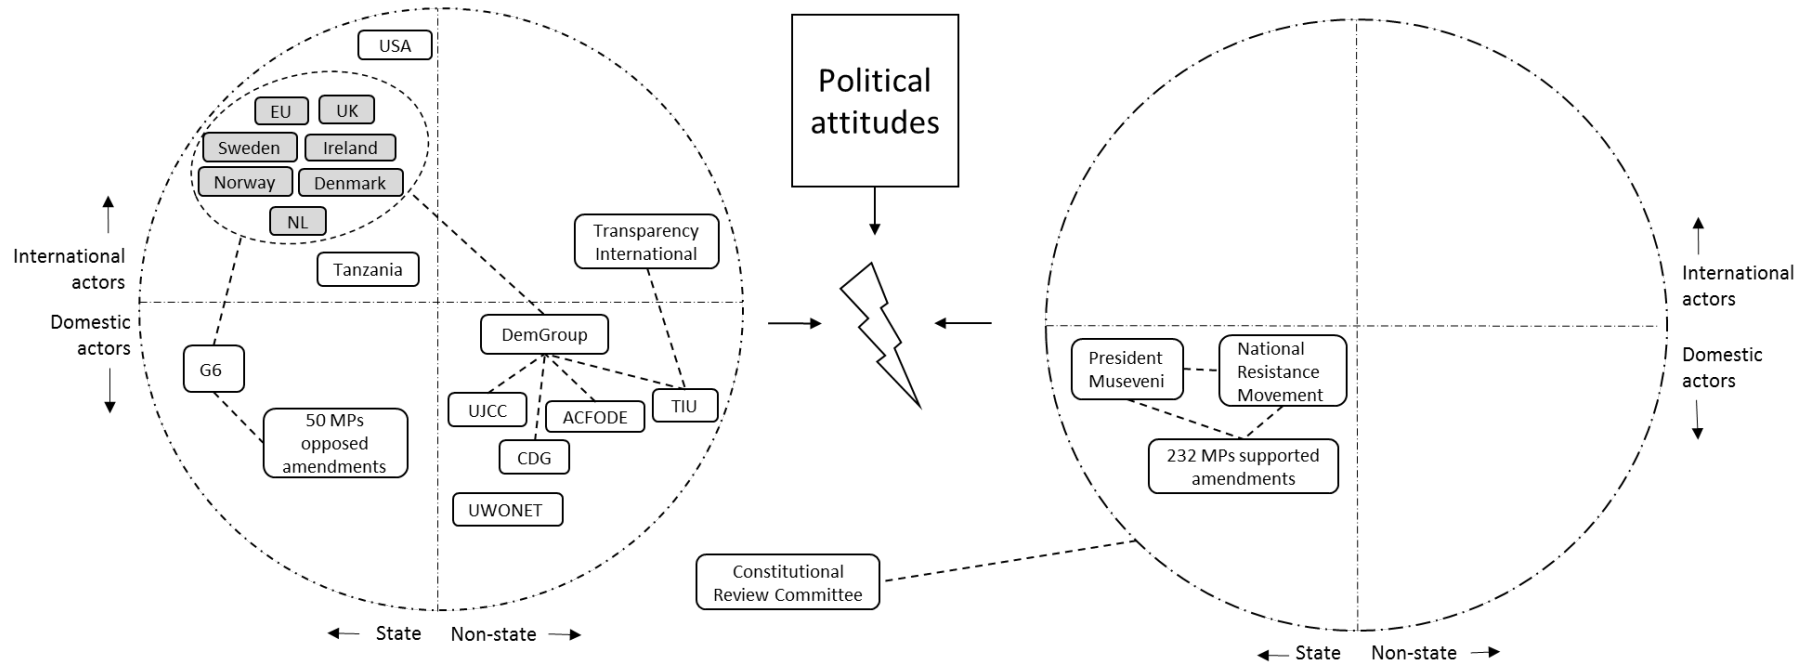 USA
EU
UK
Sweden
Ireland
Norway
Denmark
NL
Tanzania
International
actors
Domestic
actors
Transparency
International
DemGroup
G6
UJCC
ACFODE
TIU
CDG
50 MPs
opposed
amendments
UWONET
State
Non-state
Political
attitudes
Constitutional
Review Committee
President
Museveni
National
Resistance
Movement
232 MPs supported
amendments
International
actors
Domestic
actors
State
Non-state